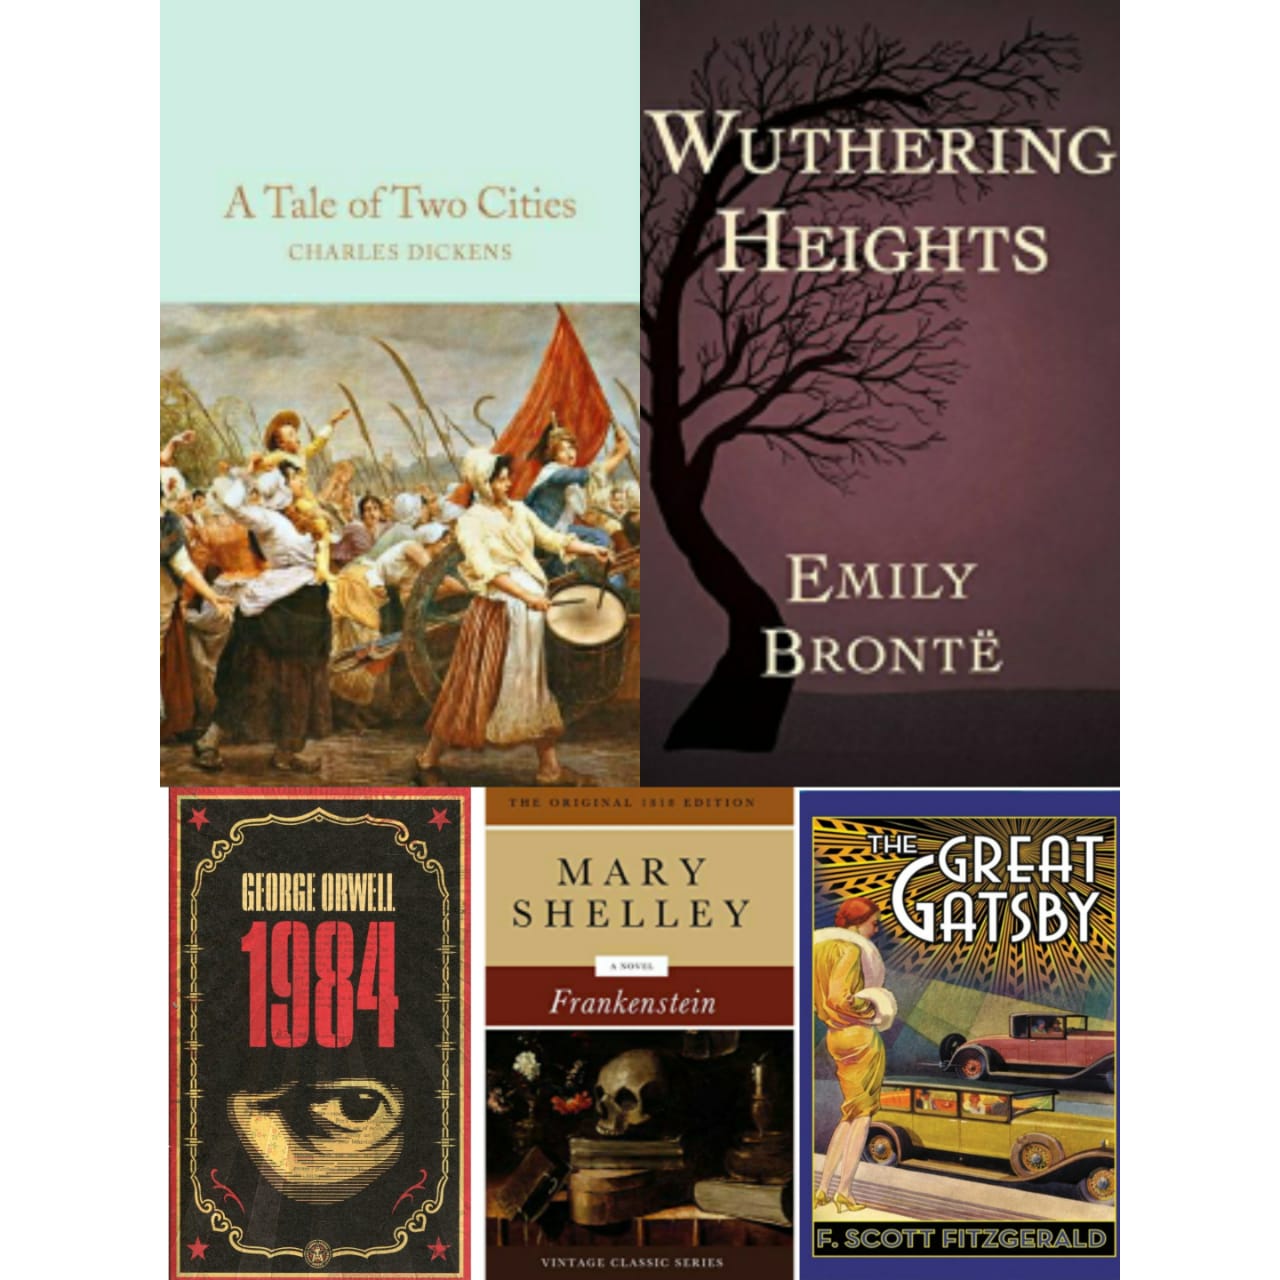 A Tale of Two Cities
CHARLES DICKENS
WUTHERING
HEIGHTS
EMILY
BRONTË
GEORGE ORWELL
1984
THE ORIGINAL 1818 EDITION
MARY
SHELLEY
A NOVEL
Frankenstein
VINTAGE CLASSIC SERIES
THE GREAT
GATSBY
F. SCOTT FITZGERALD